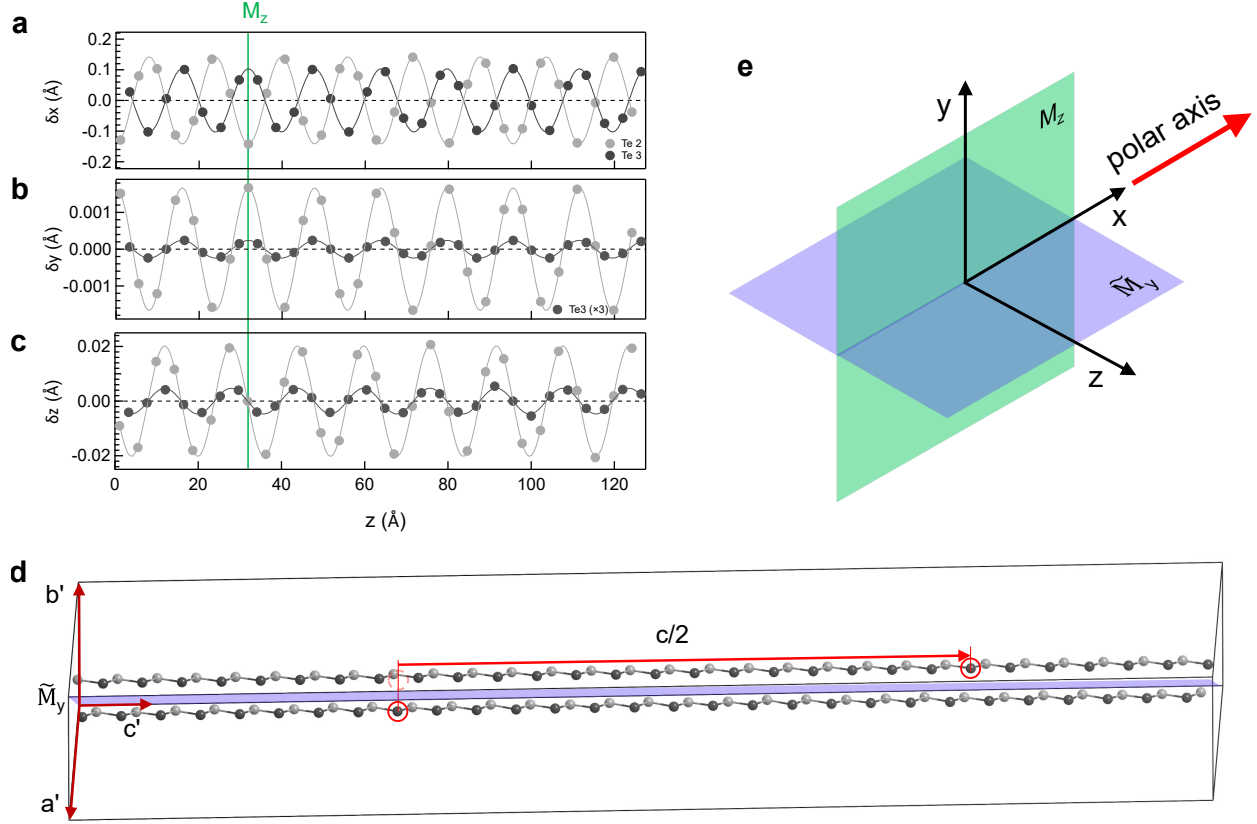 M_z
a
0.2
0.1
0.0
-0.1
-0.2
δx (Å)
Te 2
Te 3
b
0.001
0.000
-0.001
δy (Å)
Te3 (×3)
c
0.02
0.00
-0.02
δz (Å)
0 20 40 60 80 100 120
z (Å)
e
y
M_z
polar axis
x
M̃_y
z
d
b'
c/2
M̃_y
c'
a'